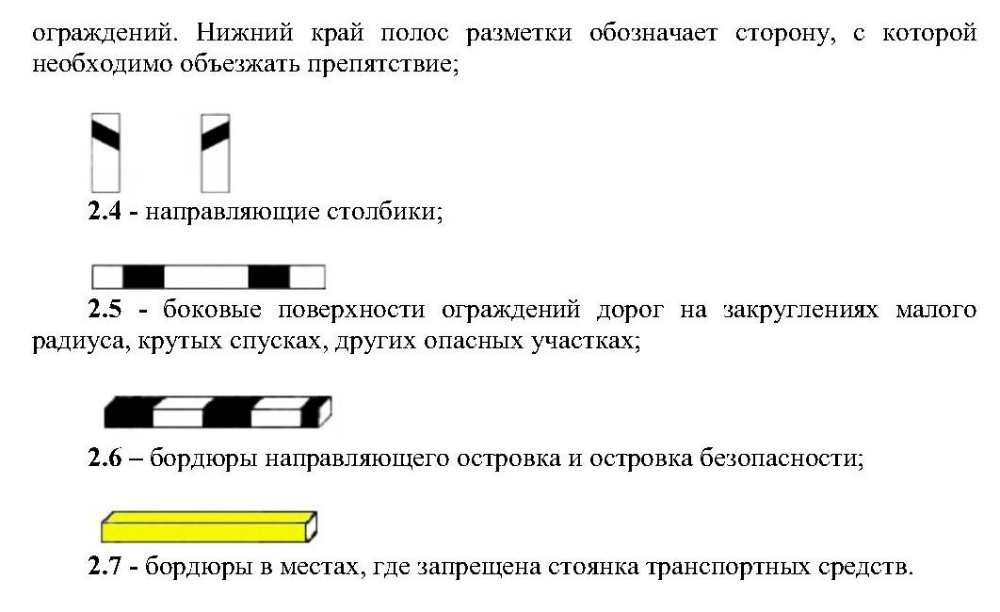 ограждений. Нижний край полос разметки обозначает сторону, с которой
необходимо объезжать препятствие;
2.4 - направляющие столбики;
2.5 - боковые поверхности ограждений дорог на закруглениях малого
радиуса, крутых спусках, других опасных участках;
2.6 – бордюры направляющего островка и островка безопасности;
2.7 - бордюры в местах, где запрещена стоянка транспортных средств.